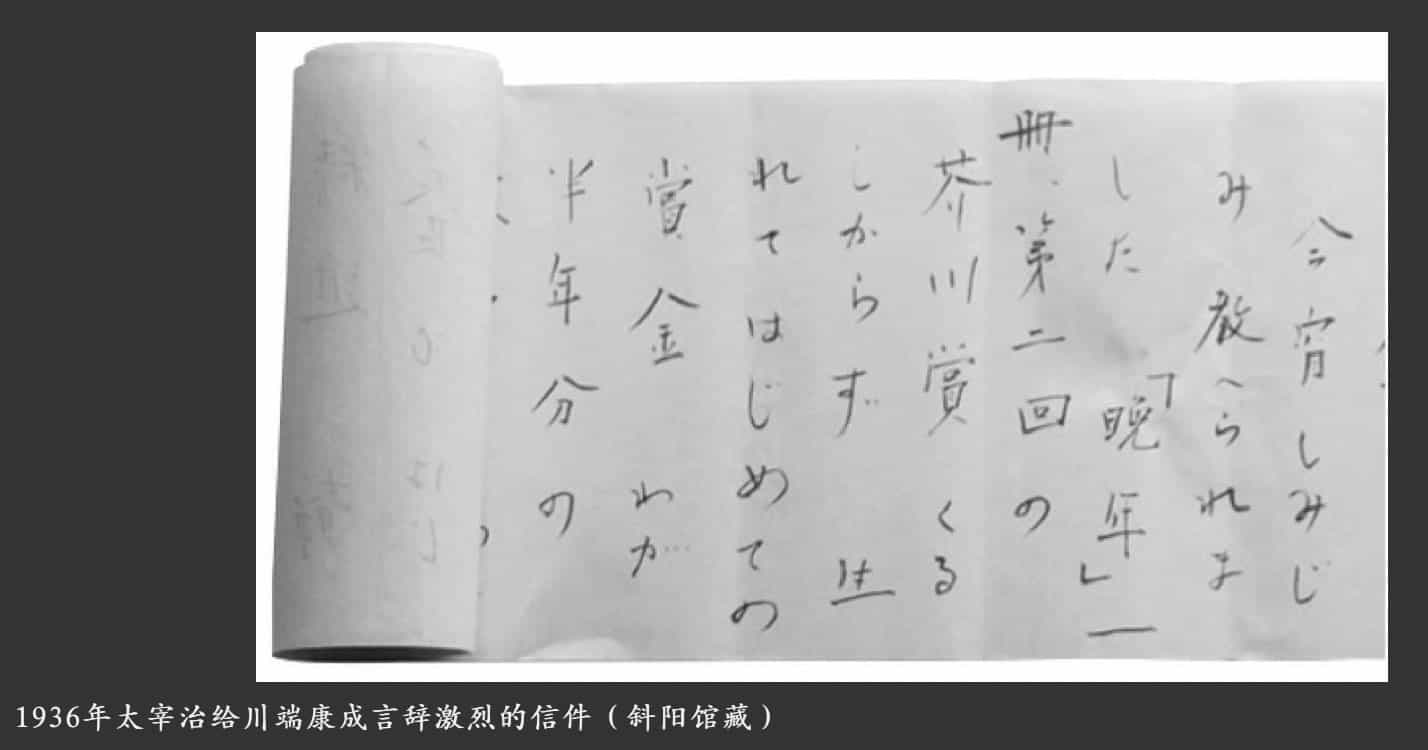 今宵しみじ
み教へられま
した「晩年」一
冊、第二回の
芥川賞くる
しからず生
れてはじめての
賞金わが
半年分の
1936年太宰治给川端康成言辞激烈的信件（斜阳馆藏）